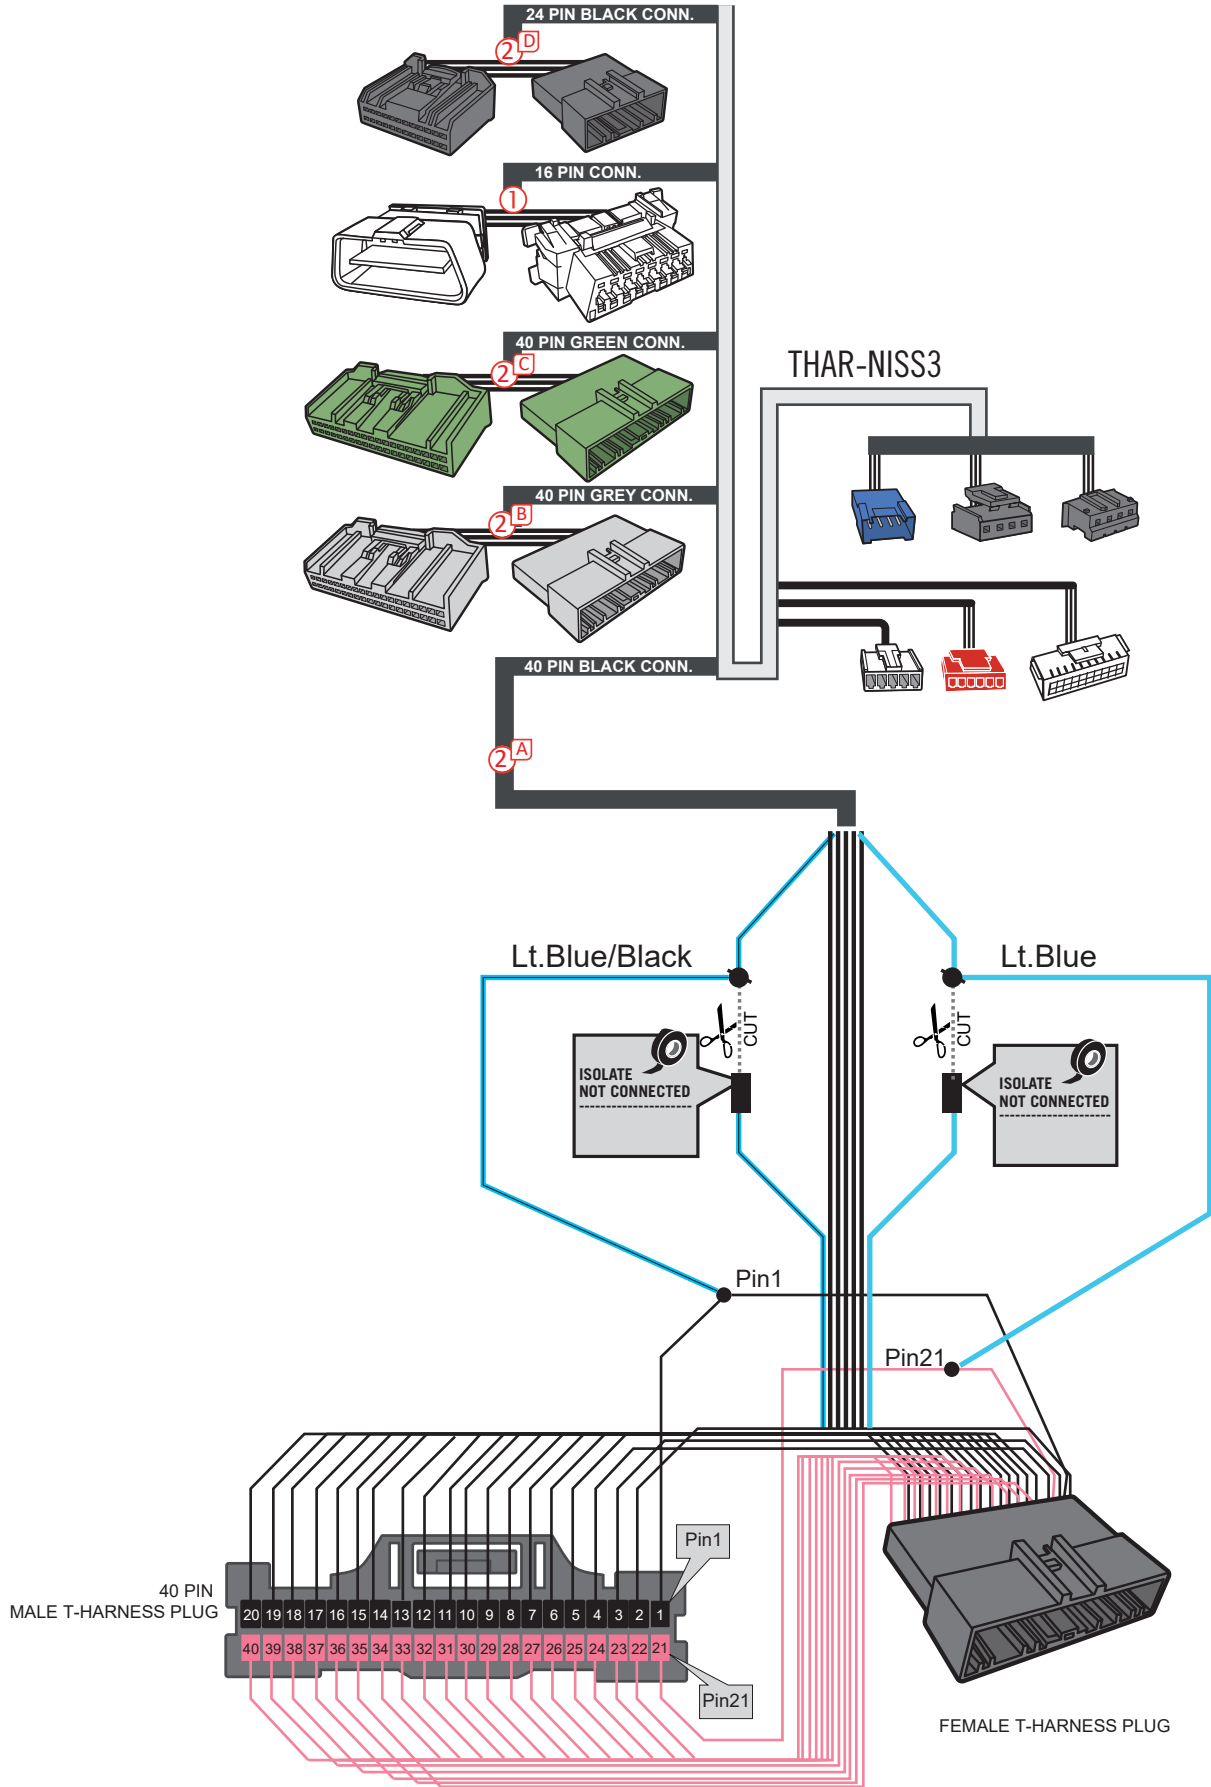 24 PIN BLACK CONN.
2 D
16 PIN CONN.
1
40 PIN GREEN CONN.
2 C
THAR-NISS3
40 PIN GREY CONN.
2 B
40 PIN BLACK CONN.
2 A
Lt.Blue/Black
Lt.Blue
CUT
CUT
ISOLATE
NOT CONNECTED
ISOLATE
NOT CONNECTED
Pin1
Pin21
Pin1
40 PIN
MALE T-HARNESS PLUG
20 19 18 17 16 15 14 13 12 11 10 9 8 7 6 5 4 3 2 1
40 39 38 37 36 35 34 33 32 31 30 29 28 27 26 25 24 23 22 21
Pin21
FEMALE T-HARNESS PLUG